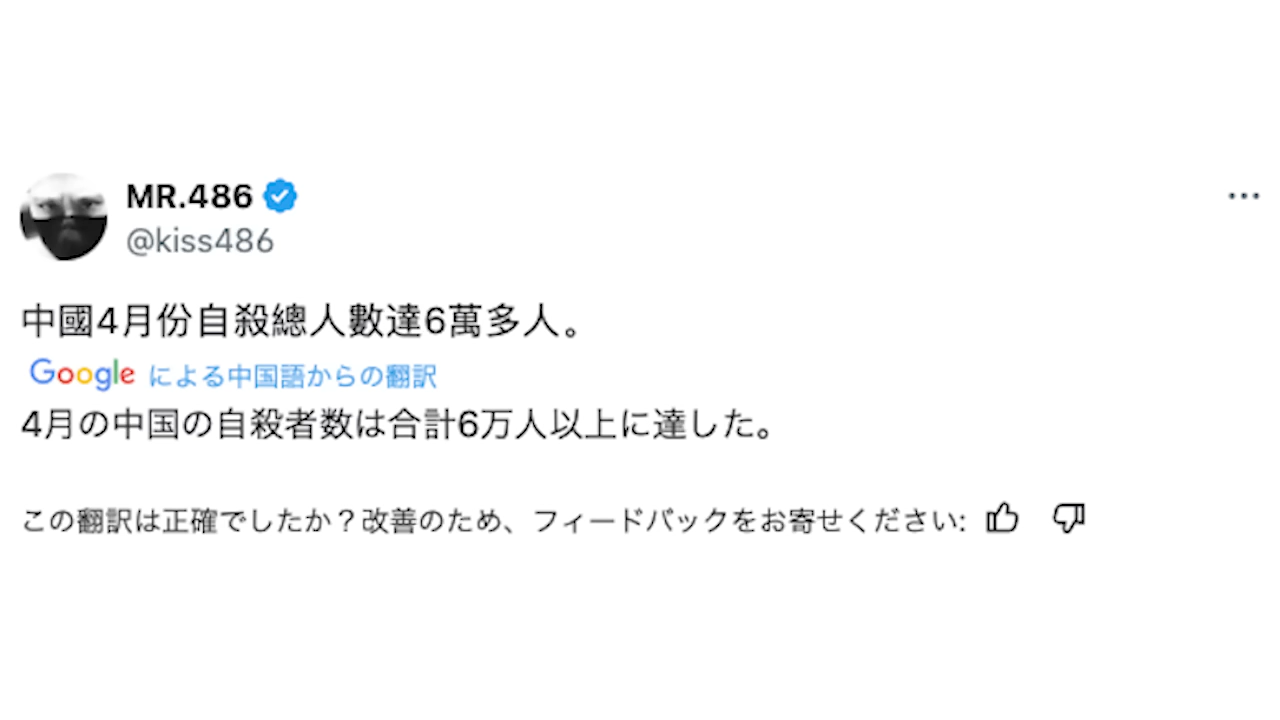 MR.486
@kiss486
中國4月份自殺總人數達6萬多人。
Google による中国語からの翻訳
4月の中国の自殺者数は合計6万人以上に達した。
この翻訳は正確でしたか？改善のため、フィードバックをお寄せください: